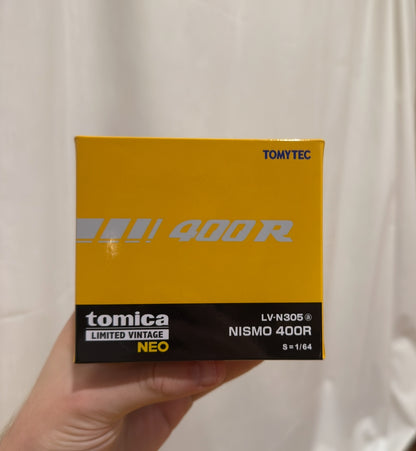 TOMYTEC
400R
tomica
LIMITED VINTAGE
NEO
LV-N305ⓐ
NISMO 400R
S=1/64